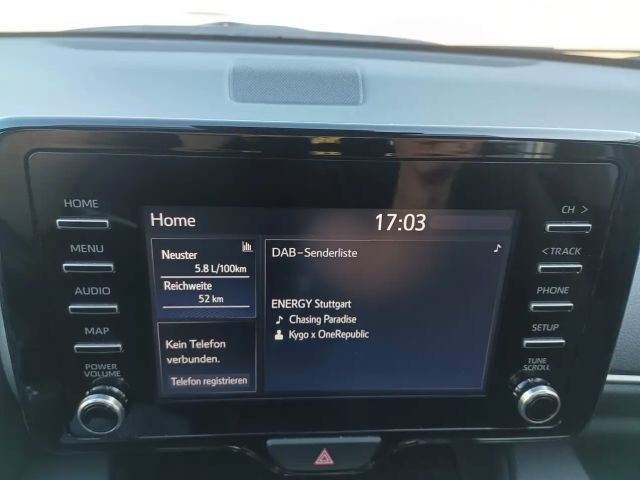 HOME
MENU
AUDIO
MAP
POWER
VOLUME
Home
17:03
Neuster
5.8 L/100km
Reichweite
52 km
Kein Telefon
verbunden.
Telefon registrieren
DAB-Senderliste
ENERGY Stuttgart
Chasing Paradise
Kygo x OneRepublic
CH >
<TRACK
PHONE
SETUP
TUNE
SCROLL